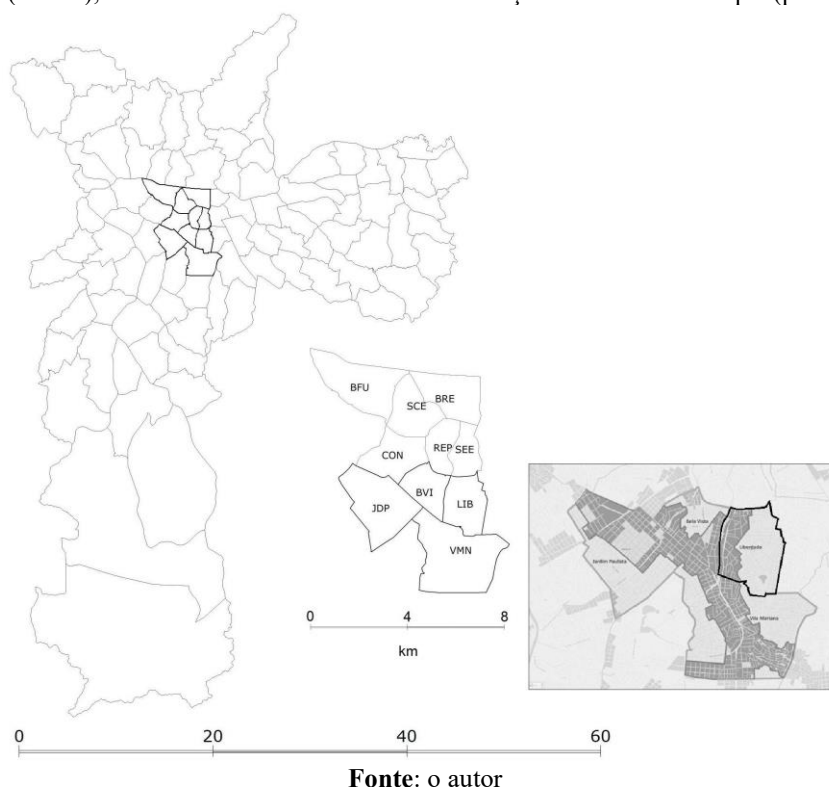 BFU
SCE
BRE
CON
REP
SEE
JDP
BVI
LIB
VMN
0 4 8
km
Bela Vista
Liberdade
Jardim Paulista
Vila Mariana
0 20 40 60
Fonte: o autor